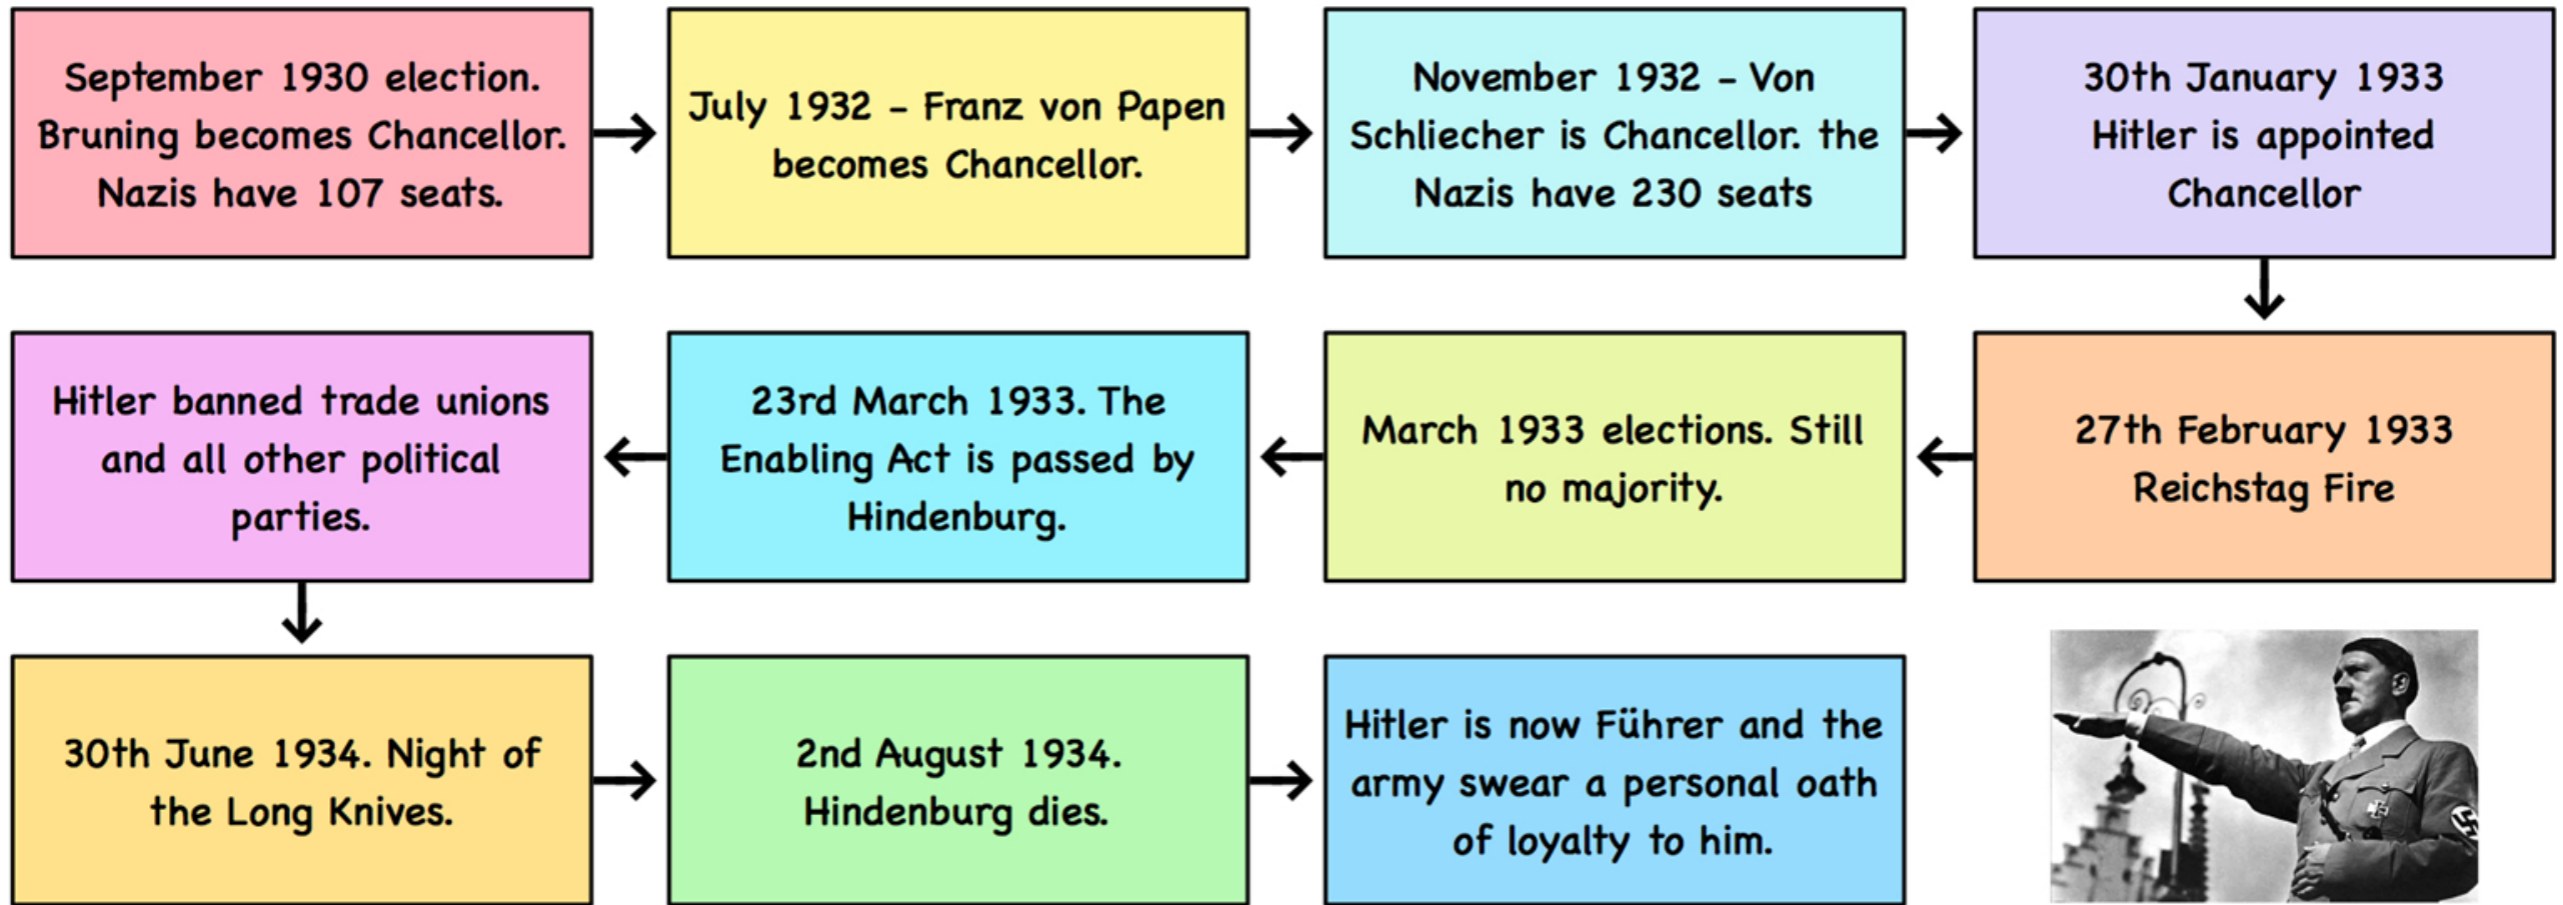 September 1930 election.
Bruning becomes Chancellor.
Nazis have 107 seats.
July 1932 – Franz von Papen
becomes Chancellor.
November 1932 – Von
Schliecher is Chancellor. the
Nazis have 230 seats
30th January 1933
Hitler is appointed
Chancellor
27th February 1933
Reichstag Fire
March 1933 elections. Still
no majority.
23rd March 1933. The
Enabling Act is passed by
Hindenburg.
Hitler banned trade unions
and all other political
parties.
30th June 1934. Night of
the Long Knives.
2nd August 1934.
Hindenburg dies.
Hitler is now Führer and the
army swear a personal oath
of loyalty to him.